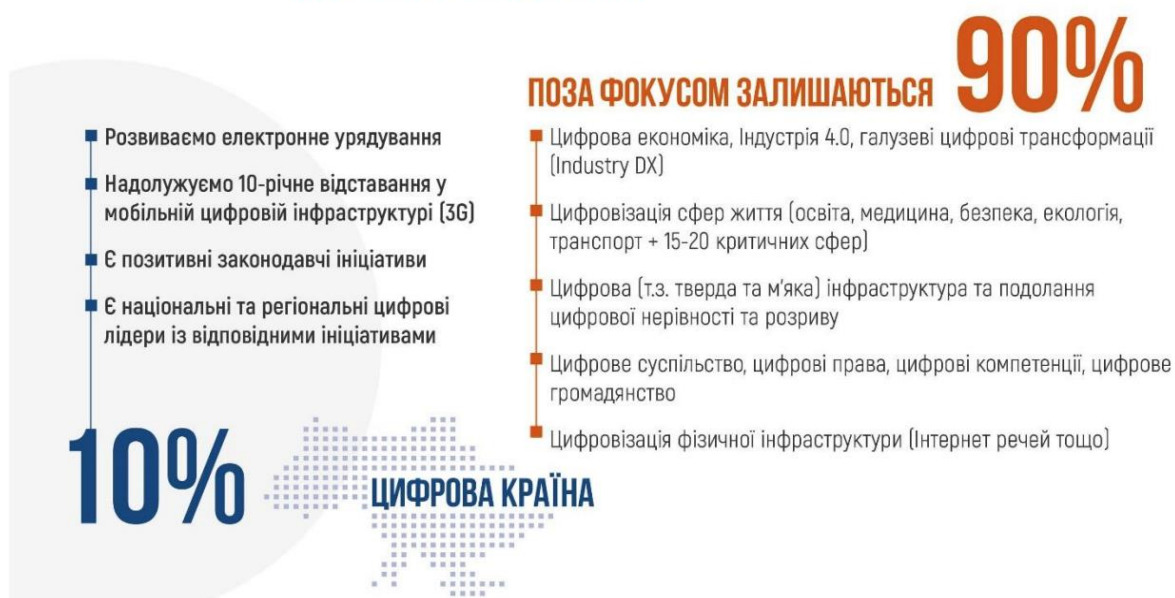 90%
ПОЗА ФОКУСОМ ЗАЛИШАЮТЬСЯ
Розвиваємо електронне урядування
Надолужуємо 10-річне відставання у
мобільній цифровій інфраструктурі (3G)
Є позитивні законодавчі ініціативи
Є національні та регіональні цифрові
лідери із відповідними ініціативами
10%
ЦИФРОВА КРАЇНА
Цифрова економіка, Індустрія 4.0, галузеві цифрові трансформації
(Industry DX)
Цифровізація сфер життя (освіта, медицина, безпека, екологія,
транспорт + 15-20 критичних сфер)
Цифрова (т.з. тверда та м'яка) інфраструктура та подолання
цифрової нерівності та розриву
Цифрове суспільство, цифрові права, цифрові компетенції, цифрове
громадянство
Цифровізація фізичної інфраструктури (Інтернет речей тощо)